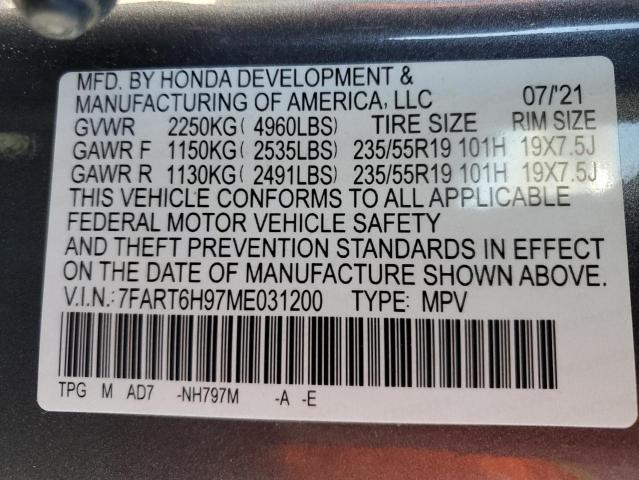 MFD. BY HONDA DEVELOPMENT &
MANUFACTURING OF AMERICA, LLC 07/'21
GVWR 2250KG( 4960LBS) TIRE SIZE RIM SIZE
GAWR F 1150KG( 2535LBS) 235/55R19 101H 19X7.5J
GAWR R 1130KG( 2491LBS) 235/55R19 101H 19X7.5J
THIS VEHICLE CONFORMS TO ALL APPLICABLE
FEDERAL MOTOR VEHICLE SAFETY
AND THEFT PREVENTION STANDARDS IN EFFECT
ON THE DATE OF MANUFACTURE SHOWN ABOVE.
V.I.N.: 7FART6H97ME031200 TYPE: MPV
TPG M AD7 -NH797M -A -E